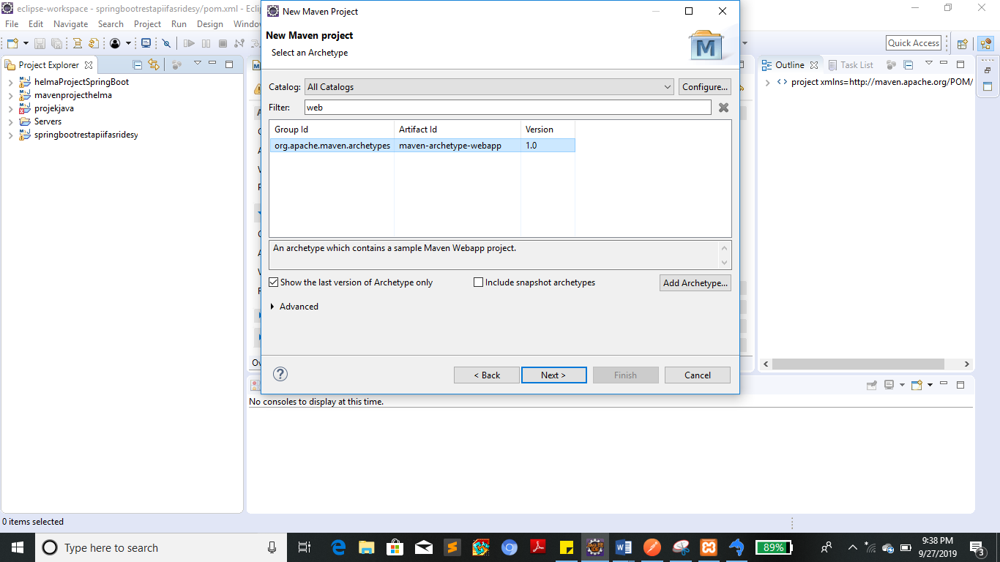 eclipse-workspace - springbootrestapiifasridesy/pom.xml - Ecl
New Maven Project
File Edit Navigate Search Project Run Design Window
New Maven project
Select an Archetype
M
Quick Access
Project Explorer
Outline
Task List
helmaProjectSpringBoot
mavenprojecthelma
projekjava
Servers
springbootrestapiifasridesy
project xmlns=http://maven.apache.org/POM/
Catalog: All Catalogs Configure...
Filter: web
Group Id Artifact Id Version
org.apache.maven.archetypes maven-archetype-webapp 1.0
An archetype which contains a sample Maven Webapp project.
Show the last version of Archetype only Include snapshot archetypes Add Archetype...
Advanced
Ov
? < Back Next > Finish Cancel
No consoles to display at this time.
0 items selected
Type here to search
89%
9:38 PM
9/27/2019
3